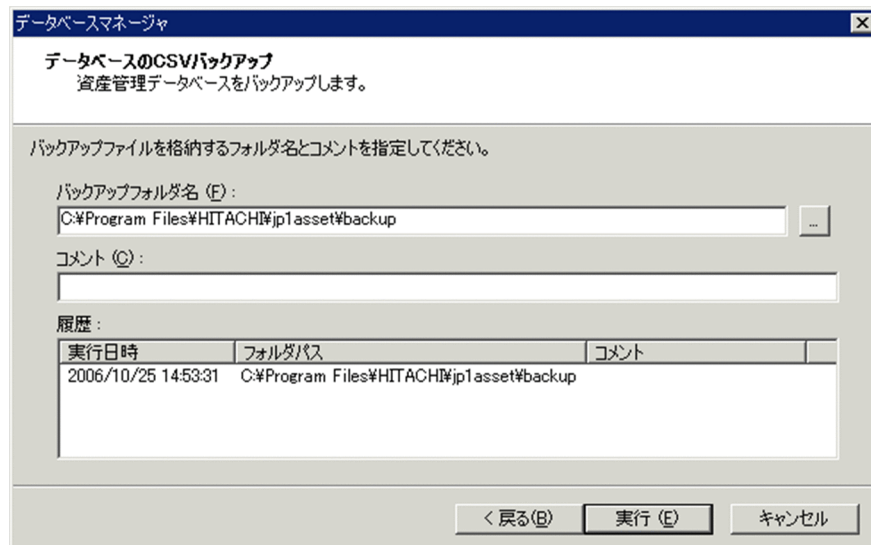 データベースマネージャ
データベースのCSVバックアップ
資産管理データベースをバックアップします。
バックアップファイルを格納するフォルダ名とコメントを指定してください。
バックアップフォルダ名 (F) :
C:¥Program Files¥HITACHI¥jp1asset¥backup
...
コメント (C) :
履歴 :
実行日時 フォルダパス コメント
2006/10/25 14:53:31 C:¥Program Files¥HITACHI¥jp1asset¥backup
< 戻る(B) 実行 (E) キャンセル